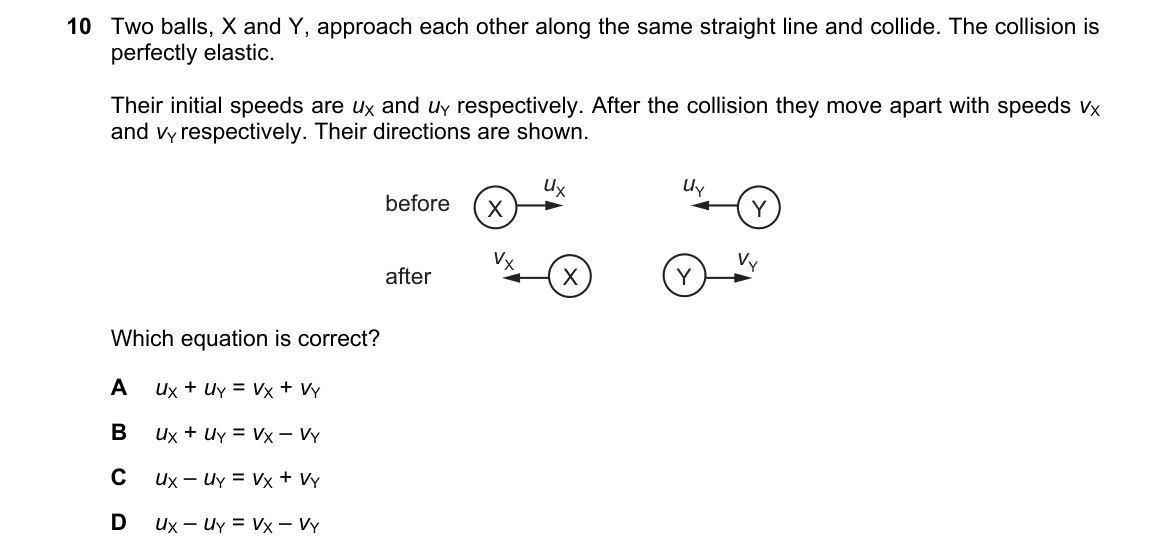 10 Two balls, X and Y, approach each other along the same straight line and collide. The collision is
perfectly elastic.
Their initial speeds are uX and uY respectively. After the collision they move apart with speeds vX
and vY respectively. Their directions are shown.
before X uX uY Y
after vX X Y vY
Which equation is correct?
A uX + uY = vX + vY
B uX + uY = vX – vY
C uX – uY = vX + vY
D uX – uY = vX – vY